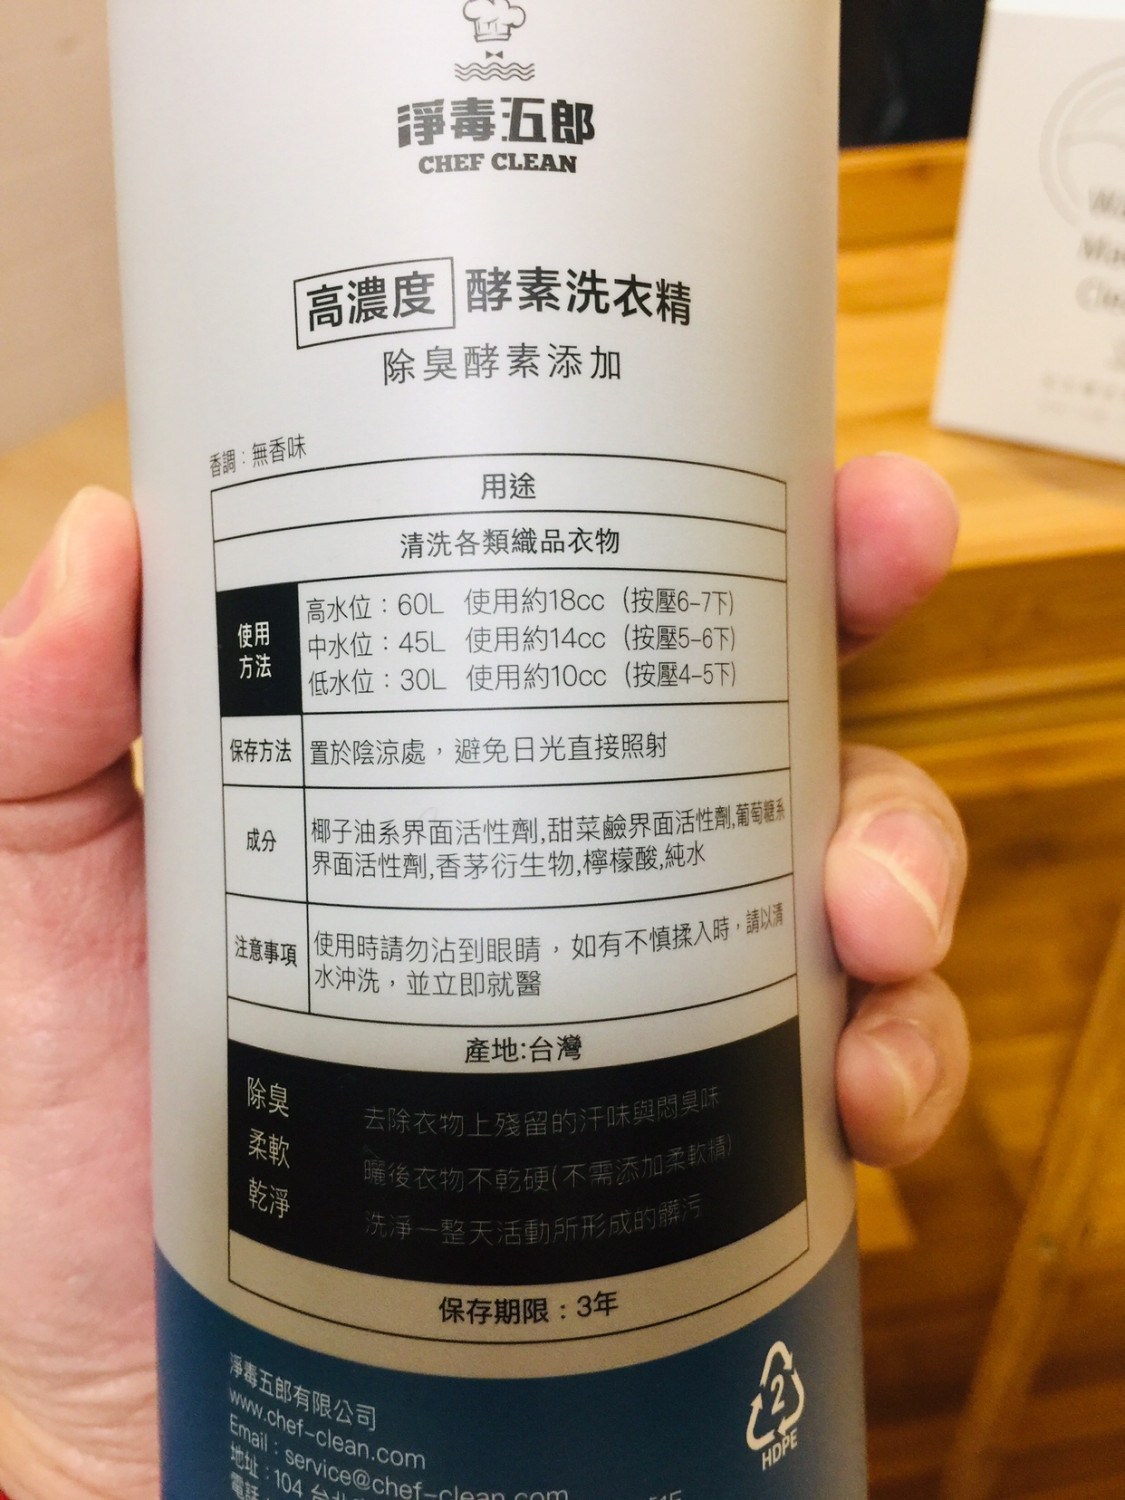 淨毒五郎
CHEF CLEAN
高濃度 酵素洗衣精
除臭酵素添加
香調：無香味
用途
清洗各類織品衣物
使用方法
高水位：60L 使用約18cc（按壓6-7下）
中水位：45L 使用約14cc（按壓5-6下）
低水位：30L 使用約10cc（按壓4-5下）
保存方法 置於陰涼處，避免日光直接照射
成分
椰子油系界面活性劑,甜菜鹼界面活性劑,葡萄糖系
界面活性劑,香茅衍生物,檸檬酸,純水
注意事項
使用時請勿沾到眼睛，如有不慎揉入時，請以清
水沖洗，並立即就醫
產地:台灣
除臭 去除衣物上殘留的汗味與悶臭味
柔軟 曬後衣物不乾硬(不需添加柔軟精)
乾淨 洗淨一整天活動所形成的髒污
保存期限：3年
淨毒五郎有限公司
www.chef-clean.com
Email：service@chef-clean.com
地址：104 台北
電話：
2
HDPE